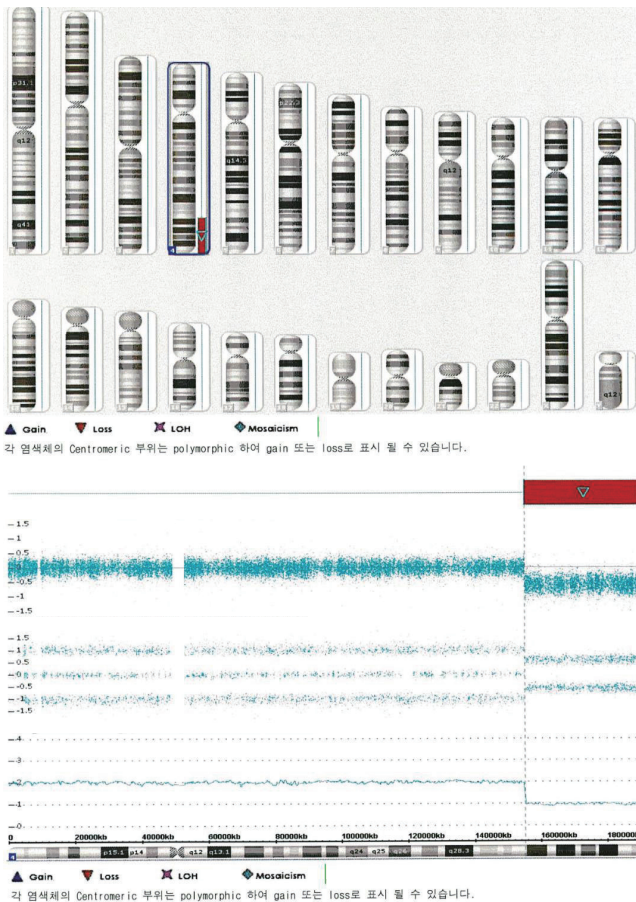 p31.1
p22.3
q12
q14.3
q12
q43
4
q12
Gain Loss LOH Mosaicism
각 염색체의 Centromeric 부위는 polymorphic 하여 gain 또는 loss로 표시 될 수 있습니다.
1.5
1
0.5
0
-0.5
-1
-1.5
1.5
1
0.5
0
-0.5
-1
-1.5
4
3
2
1
0
0 20000kb 40000kb 60000kb 80000kb 100000kb 120000kb 140000kb 160000kb 180000kb
4 p15.1 p14 q12 q13.1 q24 q25 q26 q28.3
Gain Loss LOH Mosaicism
각 염색체의 Centromeric 부위는 polymorphic 하여 gain 또는 loss로 표시 될 수 있습니다.